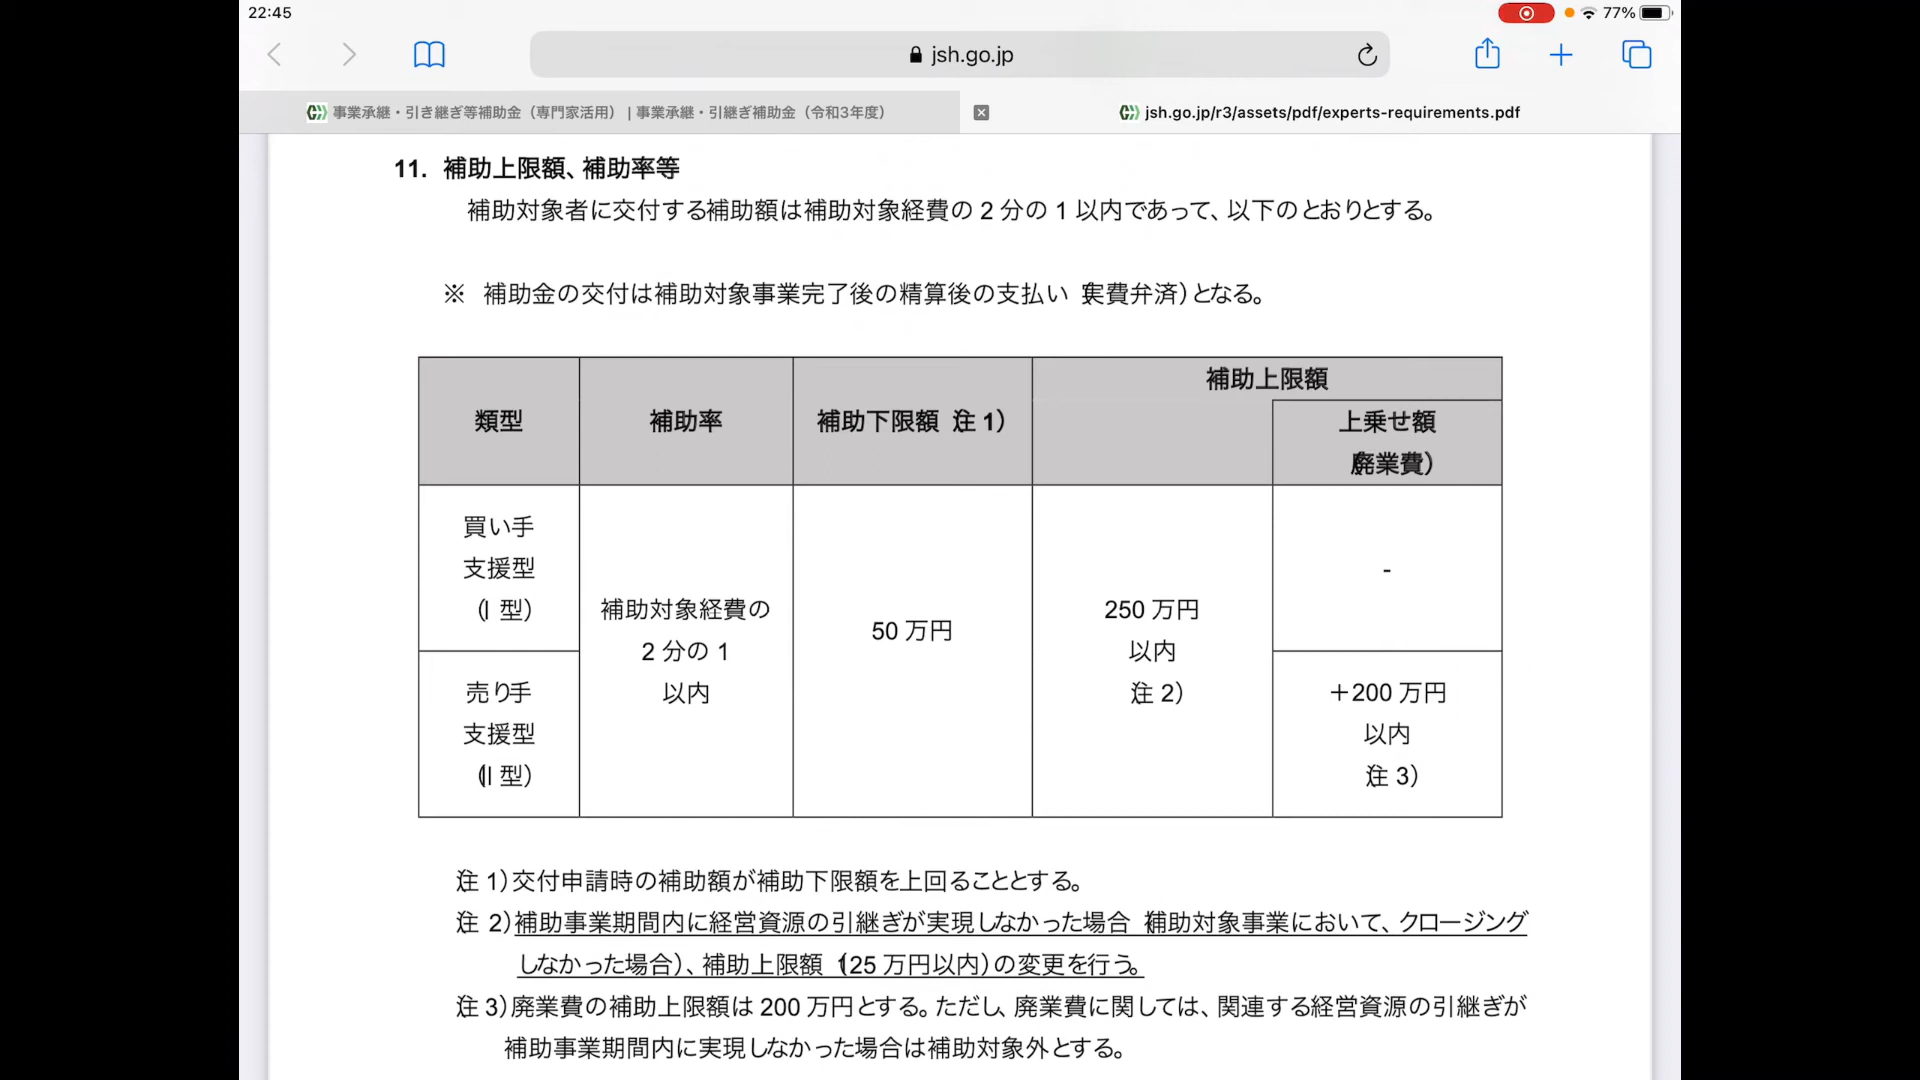 22:45
77%
jsh.go.jp
事業承継・引き継ぎ等補助金（専門家活用） | 事業承継・引継ぎ補助金（令和3年度）
jsh.go.jp/r3/assets/pdf/experts-requirements.pdf
11. 補助上限額、補助率等
補助対象者に交付する補助額は補助対象経費の 2 分の 1 以内であって、以下のとおりとする。
※ 補助金の交付は補助対象事業完了後の精算後の支払い（実費弁済）となる。
補助上限額
類型
補助率
補助下限額（注 1）
上乗せ額
（廃業費）
買い手
支援型
（Ⅰ 型）
補助対象経費の
2 分の 1
以内
50 万円
250 万円
以内
（注 2）
-
売り手
支援型
（Ⅱ 型）
＋200 万円
以内
（注 3）
（注 1）交付申請時の補助額が補助下限額を上回ることとする。
（注 2）補助事業期間内に経営資源の引継ぎが実現しなかった場合（補助対象事業において、クロージング
しなかった場合）、補助上限額（125 万円以内）の変更を行う。
（注 3）廃業費の補助上限額は 200 万円とする。ただし、廃業費に関しては、関連する経営資源の引継ぎが
補助事業期間内に実現しなかった場合は補助対象外とする。